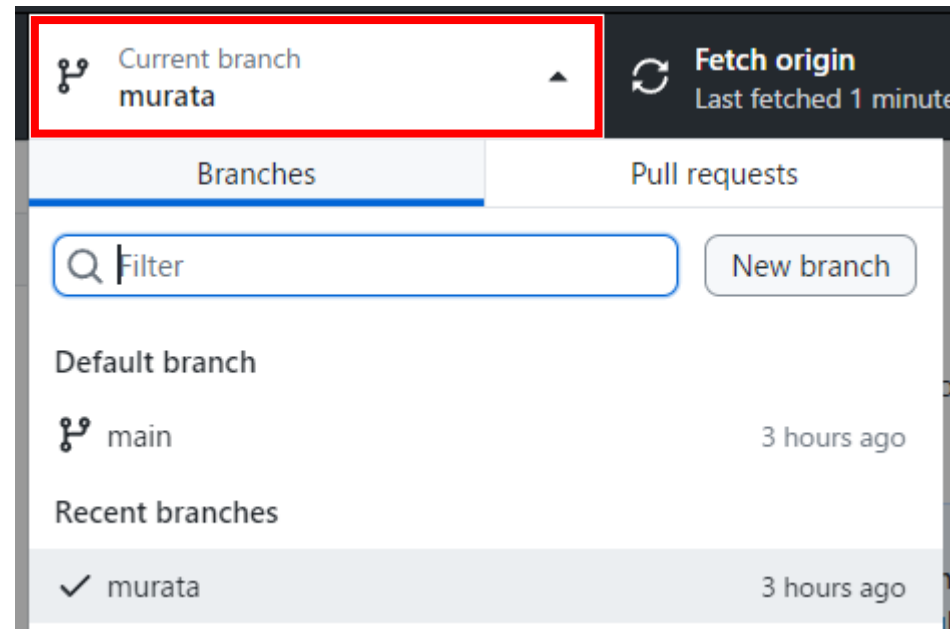 Current branch
murata
Fetch origin
Last fetched 1 minute
Branches
Pull requests
Filter
New branch
Default branch
main
3 hours ago
Recent branches
murata
3 hours ago